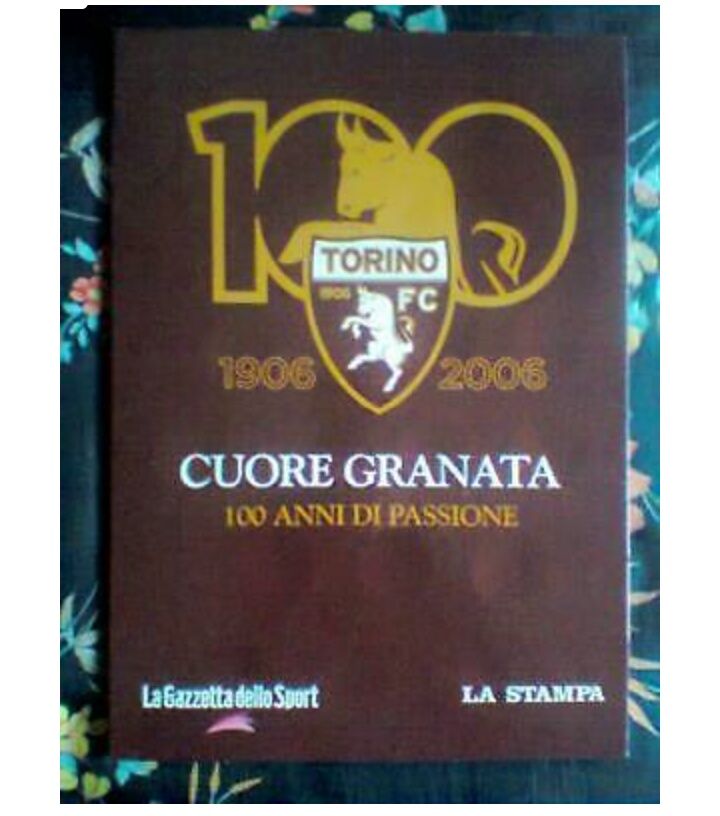 100
TORINO
1906 FC
1906 2006
CUORE GRANATA
100 ANNI DI PASSIONE
La Gazzetta dello Sport
LA STAMPA